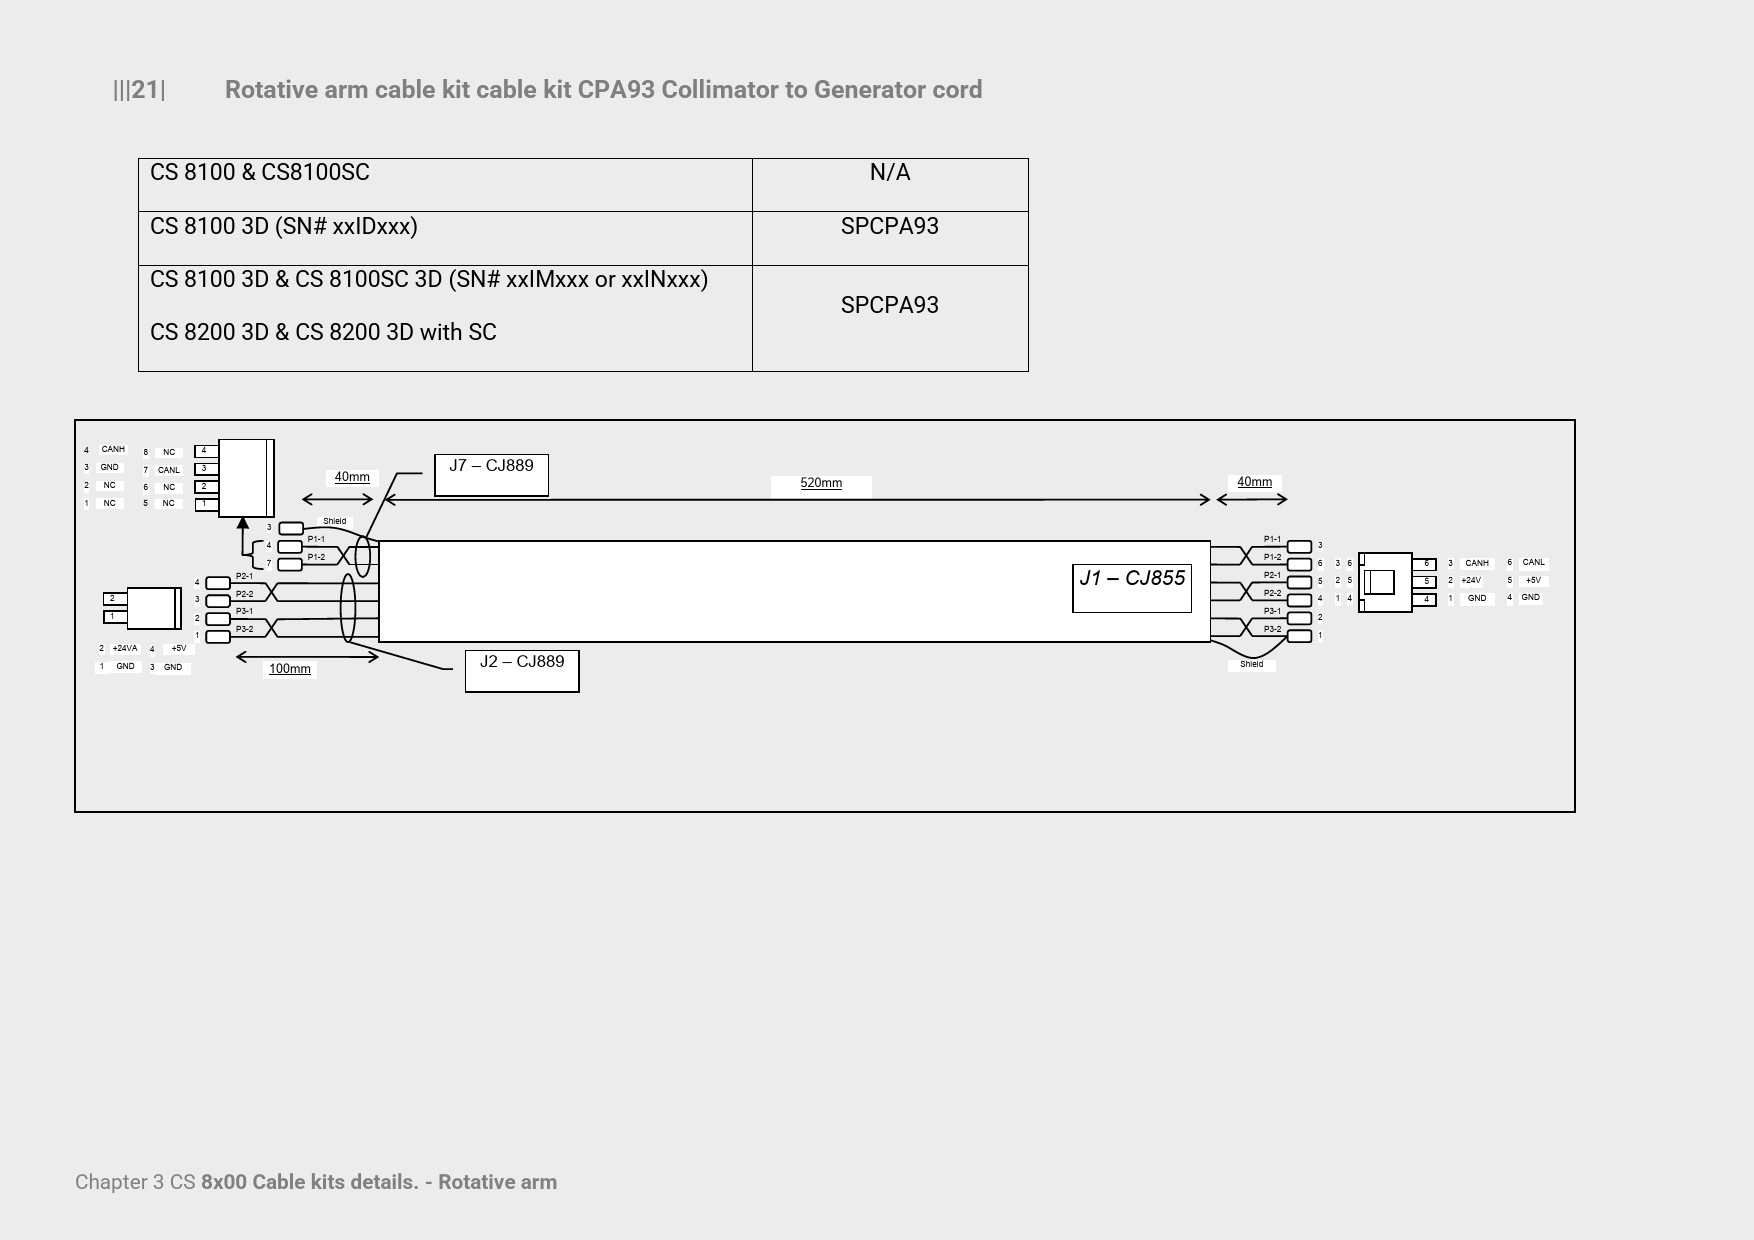 |||21| Rotative arm cable kit cable kit CPA93 Collimator to Generator cord
CS 8100 & CS8100SC N/A
CS 8100 3D (SN# xxIDxxx) SPCPA93
CS 8100 3D & CS 8100SC 3D (SN# xxIMxxx or xxINxxx)
SPCPA93
CS 8200 3D & CS 8200 3D with SC
4 CANH 8 NC 4
3 GND 7 CANL 3
2 NC 6 NC 2
1 NC 5 NC 1
40mm
J7 – CJ889
520mm
40mm
3 Shield
4 P1-1
7 P1-2
4 P2-1
3 P2-2
2 P3-1
1 P3-2
2
1
2 +24VA 4 +5V
1 GND 3 GND
100mm
J2 – CJ889
J1 – CJ855
P1-1 3
P1-2 6 3 6 6 3 CANH 6 CANL
P2-1 5 2 5 5 2 +24V 5 +5V
P2-2 4 1 4 4 1 GND 4 GND
P3-1 2
P3-2 1
Shield
Chapter 3 CS 8x00 Cable kits details. - Rotative arm